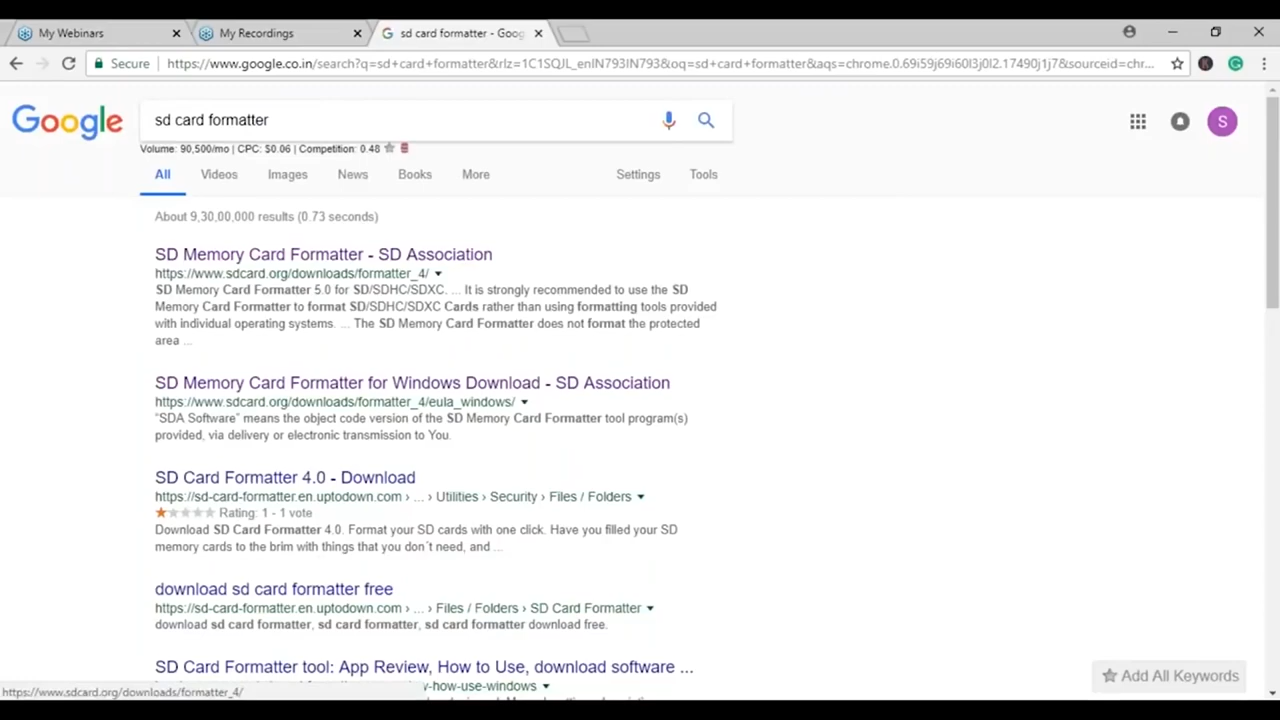 My Webinars
My Recordings
sd card formatter - Goog
Secure
https://www.google.co.in/search?q=sd+card+formatter&rlz=1C1SQJL_enIN793IN793&oq=sd+card+formatter&aqs=chrome.0.69i59j69i60l3j0l2.17490j1j7&sourceid=chr...
Google
sd card formatter
S
Volume: 90,500/mo | CPC: $0.06 | Competition: 0.48
All Videos Images News Books More Settings Tools
About 9,30,00,000 results (0.73 seconds)
SD Memory Card Formatter - SD Association
https://www.sdcard.org/downloads/formatter_4/
SD Memory Card Formatter 5.0 for SD/SDHC/SDXC. ... It is strongly recommended to use the SD
Memory Card Formatter to format SD/SDHC/SDXC Cards rather than using formatting tools provided
with individual operating systems. ... The SD Memory Card Formatter does not format the protected
area ...
SD Memory Card Formatter for Windows Download - SD Association
https://www.sdcard.org/downloads/formatter_4/eula_windows/
“SDA Software” means the object code version of the SD Memory Card Formatter tool program(s)
provided, via delivery or electronic transmission to You.
SD Card Formatter 4.0 - Download
https://sd-card-formatter.en.uptodown.com › ... › Utilities › Security › Files / Folders
Rating: 1 - 1 vote
Download SD Card Formatter 4.0. Format your SD cards with one click. Have you filled your SD
memory cards to the brim with things that you don´t need, and ...
download sd card formatter free
https://sd-card-formatter.en.uptodown.com › ... › Files / Folders › SD Card Formatter
download sd card formatter, sd card formatter, sd card formatter download free.
SD Card Formatter tool: App Review, How to Use, download software ...
w-how-use-windows
Add All Keywords
https://www.sdcard.org/downloads/formatter_4/